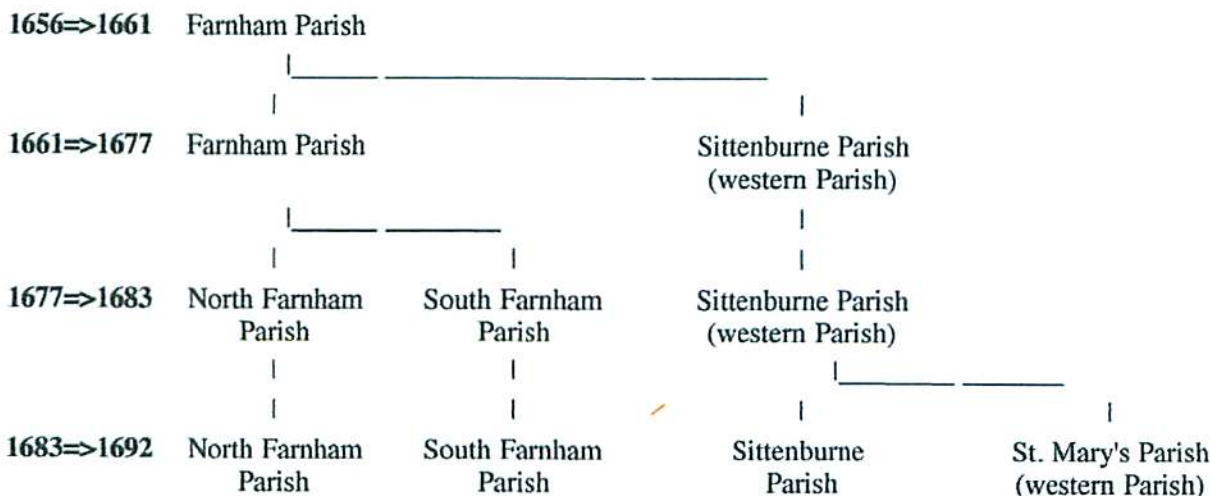 1656=>1661 Farnham Parish
1661=>1677 Farnham Parish Sittenburne Parish
(western Parish)
1677=>1683 North Farnham South Farnham Sittenburne Parish
Parish Parish (western Parish)
1683=>1692 North Farnham South Farnham Sittenburne St. Mary's Parish
Parish Parish Parish (western Parish)